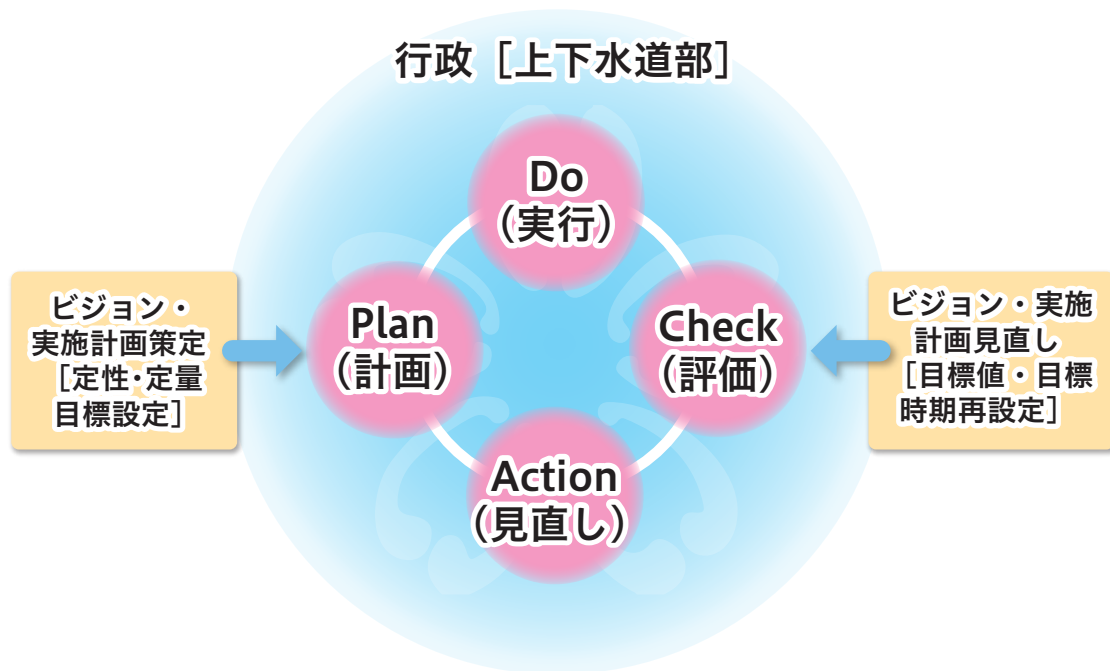 行政［上下水道部］
Do
（実行）
ビジョン・
実施計画策定
［定性･定量
目標設定］
Plan
（計画）
Check
（評価）
ビジョン・実施
計画見直し
［目標値・目標
時期再設定］
Action
（見直し）